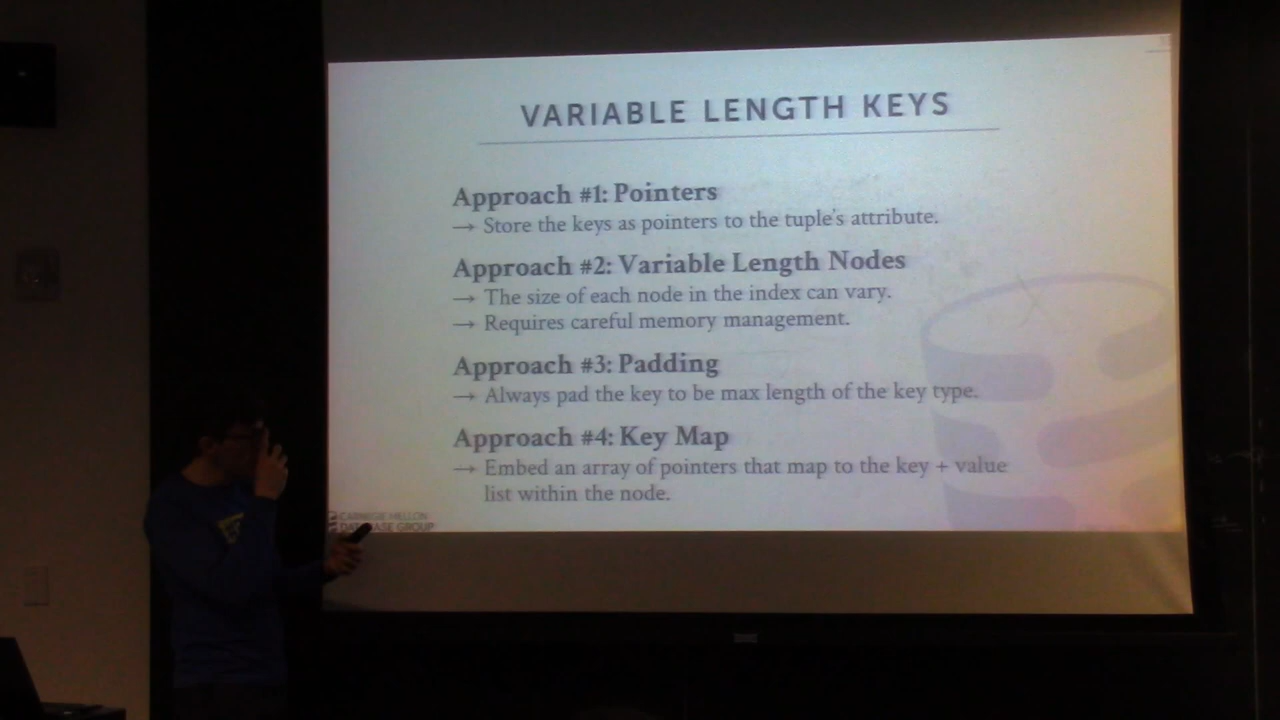 VARIABLE LENGTH KEYS
Approach #1: Pointers
→ Store the keys as pointers to the tuple's attribute.
Approach #2: Variable Length Nodes
→ The size of each node in the index can vary.
→ Requires careful memory management.
Approach #3: Padding
→ Always pad the key to be max length of the key type.
Approach #4: Key Map
→ Embed an array of pointers that map to the key + value
list within the node.
CARNEGIE MELLON
DATABASE GROUP